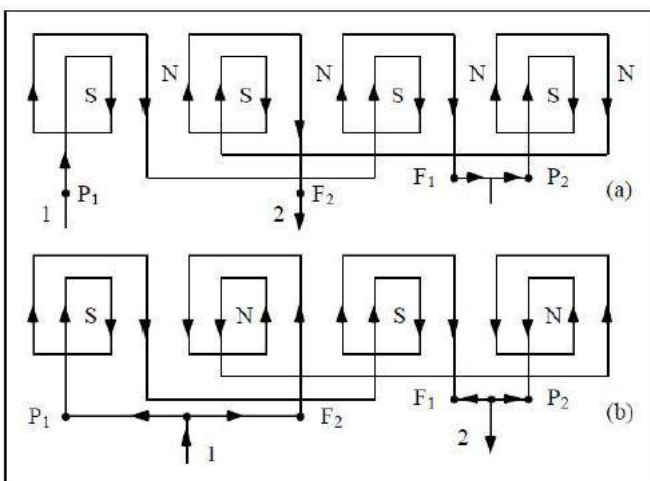 N N N N
S S S S
P₁ F₂ F₁ P₂ (a)
1 2
S N S N
P₁ F₂ F₁ P₂ (b)
1 2